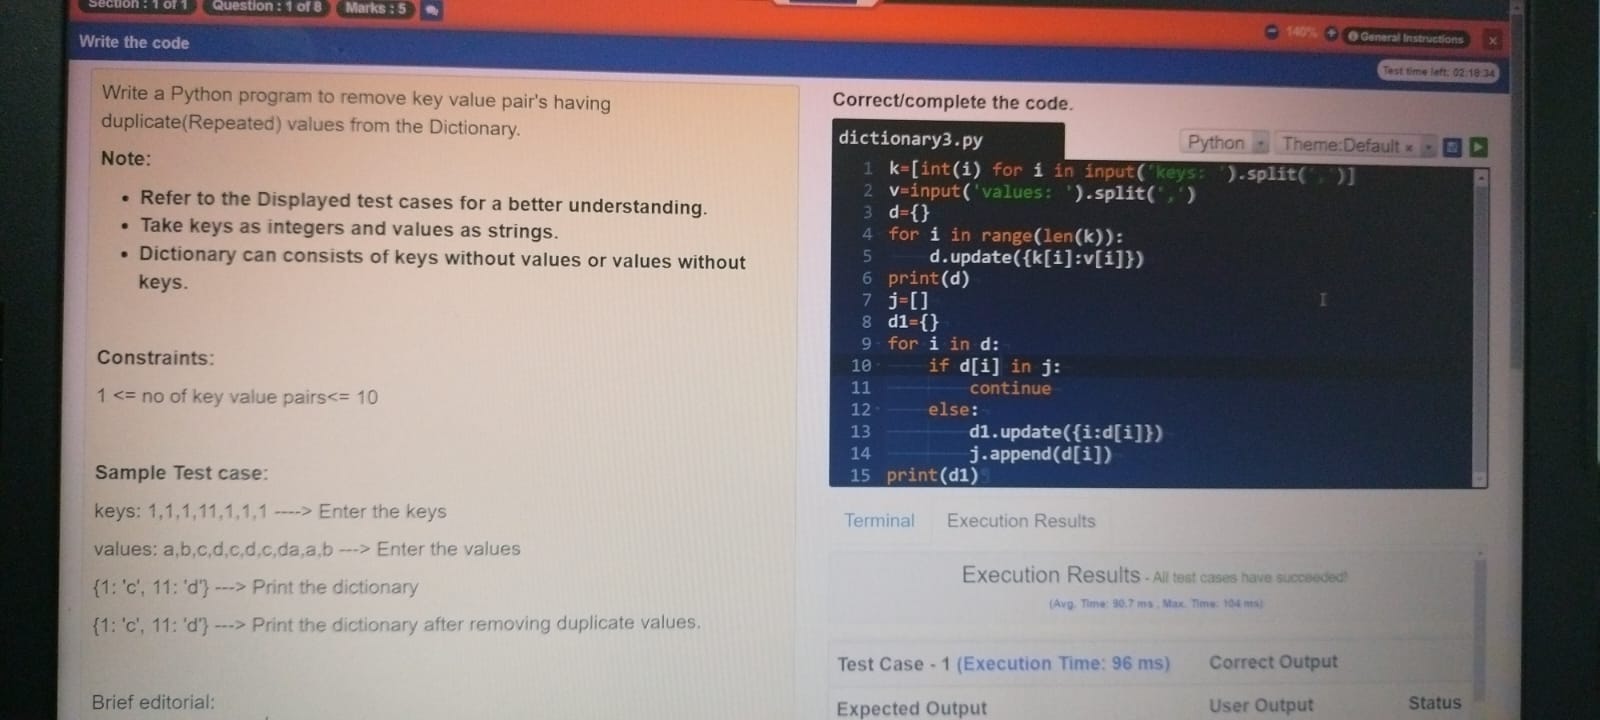 Section : 1 of 1 Question : 1 of 8 Marks : 5
140% General Instructions
Write the code
Test time left: 02:18:34
Write a Python program to remove key value pair's having
duplicate(Repeated) values from the Dictionary.
Note:
• Refer to the Displayed test cases for a better understanding.
• Take keys as integers and values as strings.
• Dictionary can consists of keys without values or values without
keys.
Constraints:
1 <= no of key value pairs<= 10
Sample Test case:
keys: 1,1,1,11,1,1,1 ----> Enter the keys
values: a,b,c,d,c,d,c,da,a,b ---> Enter the values
{1: 'c', 11: 'd'} ---> Print the dictionary
{1: 'c', 11: 'd'} ---> Print the dictionary after removing duplicate values.
Brief editorial:
Correct/complete the code.
dictionary3.py
Python Theme:Default ×
1 k=[int(i) for i in input('keys: ').split(',')]
2 v=input('values: ').split(',')
3 d={}
4 for i in range(len(k)):
5 d.update({k[i]:v[i]})
6 print(d)
7 j=[]
8 d1={}
9 for i in d:
10 if d[i] in j:
11 continue
12 else:
13 d1.update({i:d[i]})
14 j.append(d[i])
15 print(d1)
Terminal Execution Results
Execution Results - All test cases have succeeded!
(Avg. Time: 90.7 ms , Max. Time: 104 ms)
Test Case - 1 (Execution Time: 96 ms) Correct Output
Expected Output User Output Status